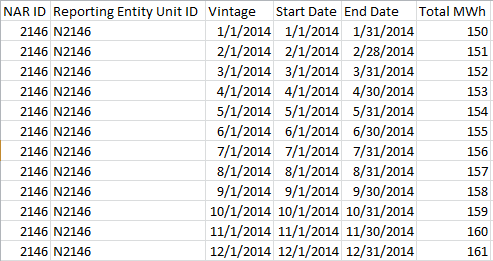 NAR ID Reporting Entity Unit ID Vintage Start Date End Date Total MWh
2146 N2146 1/1/2014 1/1/2014 1/31/2014 150
2146 N2146 2/1/2014 2/1/2014 2/28/2014 151
2146 N2146 3/1/2014 3/1/2014 3/31/2014 152
2146 N2146 4/1/2014 4/1/2014 4/30/2014 153
2146 N2146 5/1/2014 5/1/2014 5/31/2014 154
2146 N2146 6/1/2014 6/1/2014 6/30/2014 155
2146 N2146 7/1/2014 7/1/2014 7/31/2014 156
2146 N2146 8/1/2014 8/1/2014 8/31/2014 157
2146 N2146 9/1/2014 9/1/2014 9/30/2014 158
2146 N2146 10/1/2014 10/1/2014 10/31/2014 159
2146 N2146 11/1/2014 11/1/2014 11/30/2014 160
2146 N2146 12/1/2014 12/1/2014 12/31/2014 161